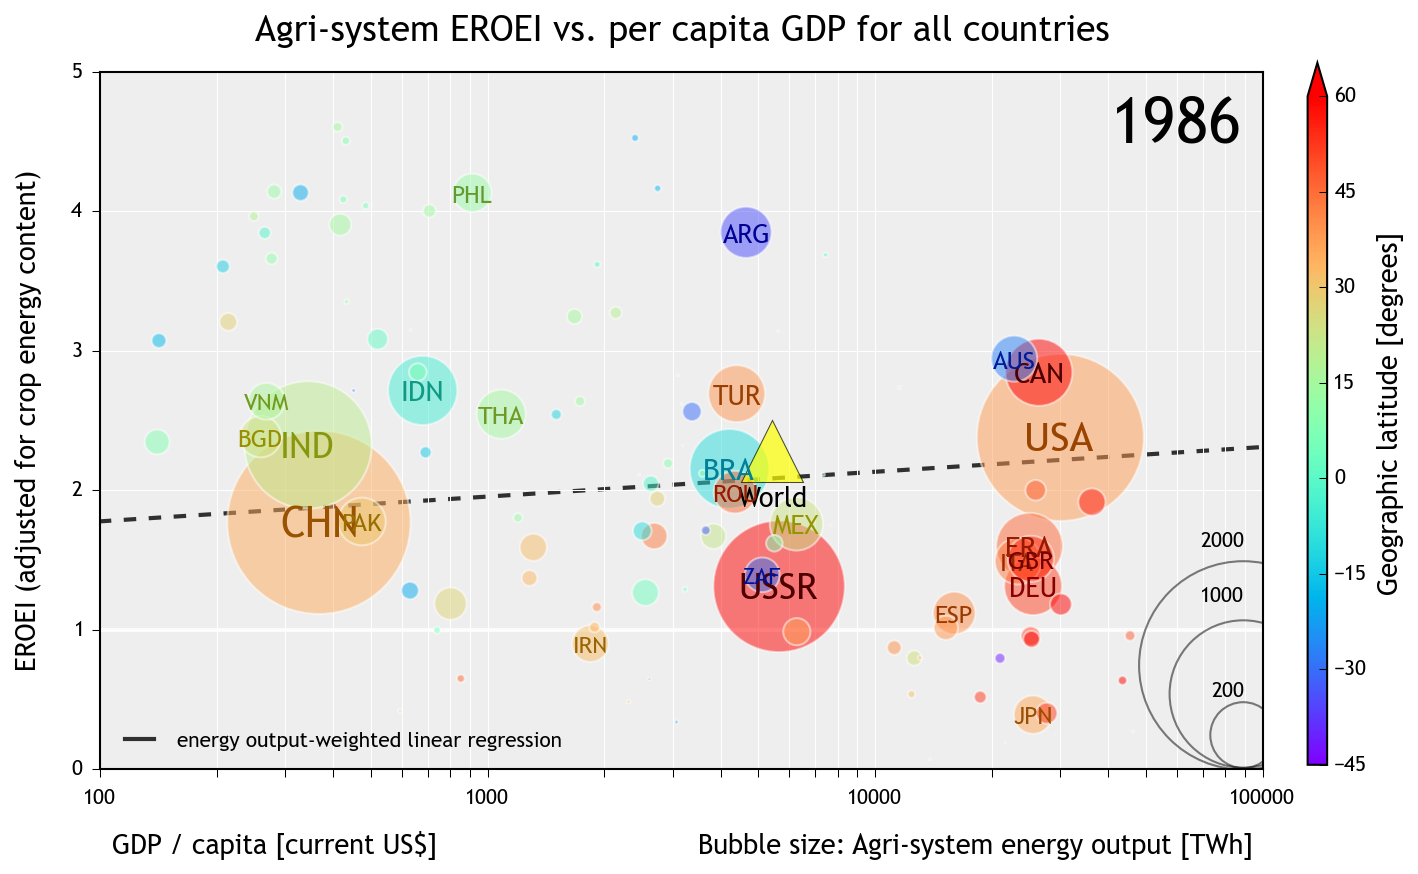 Agri-system EROEI vs. per capita GDP for all countries
1986
EROEI (adjusted for crop energy content)
5
4
3
2
1
0
100
1000
10000
100000
GDP / capita [current US$]
Bubble size: Agri-system energy output [TWh]
PHL
ARG
VNM
IDN
THA
TUR
AUS
CAN
BGD
IND
BRA
USA
ROU
World
CHN
PAK
MEX
FRA
ITA
GBR
ZAF
USSR
DEU
ESP
IRN
JPN
2000
1000
200
energy output-weighted linear regression
60
45
30
15
0
−15
−30
−45
Geographic latitude [degrees]